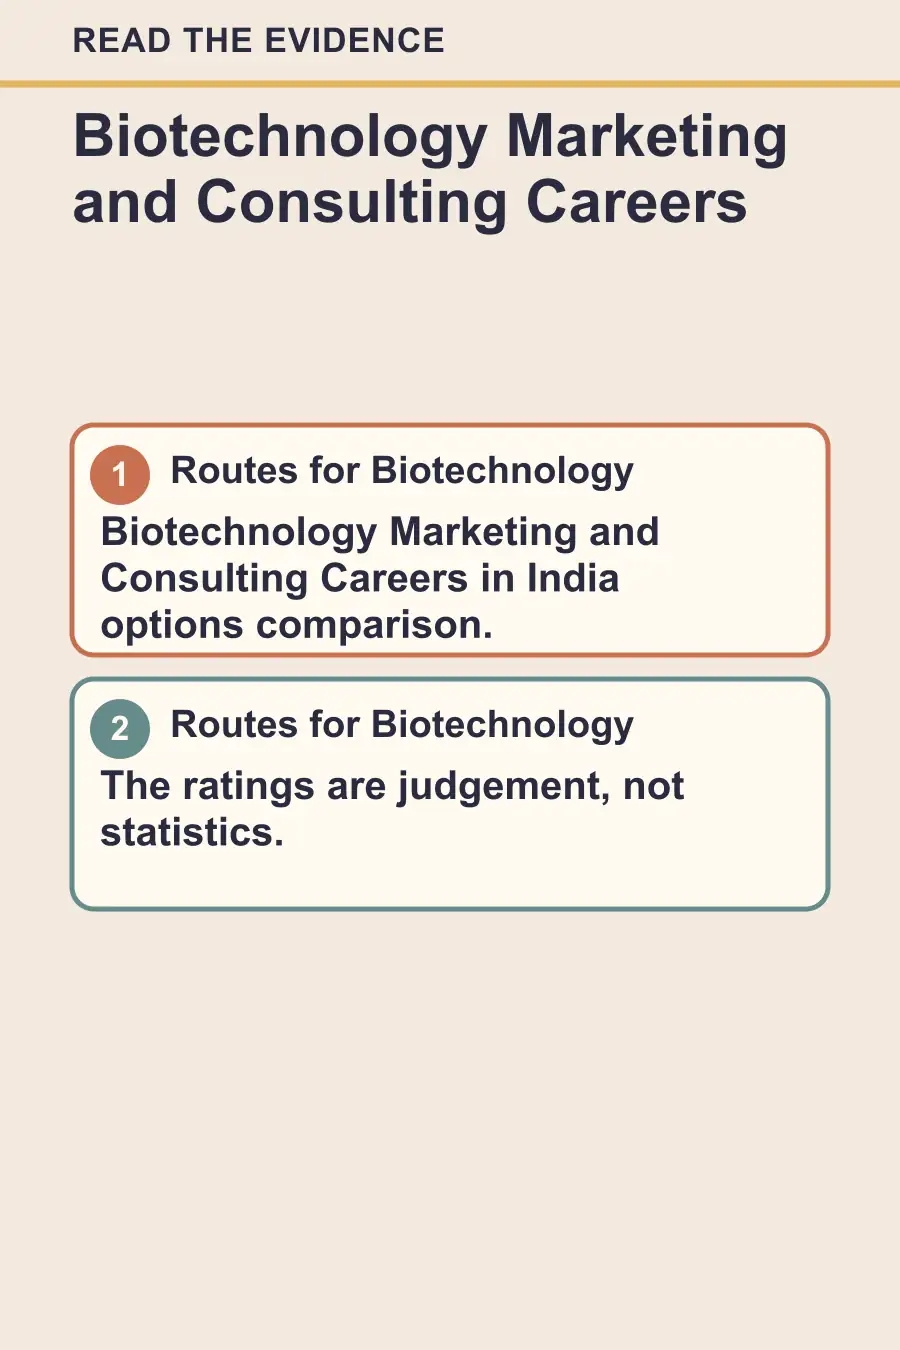 READ THE EVIDENCE
Biotechnology Marketing
and Consulting Careers
1 Routes for Biotechnology
Biotechnology Marketing and
Consulting Careers in India
options comparison.
2 Routes for Biotechnology
The ratings are judgement, not
statistics.